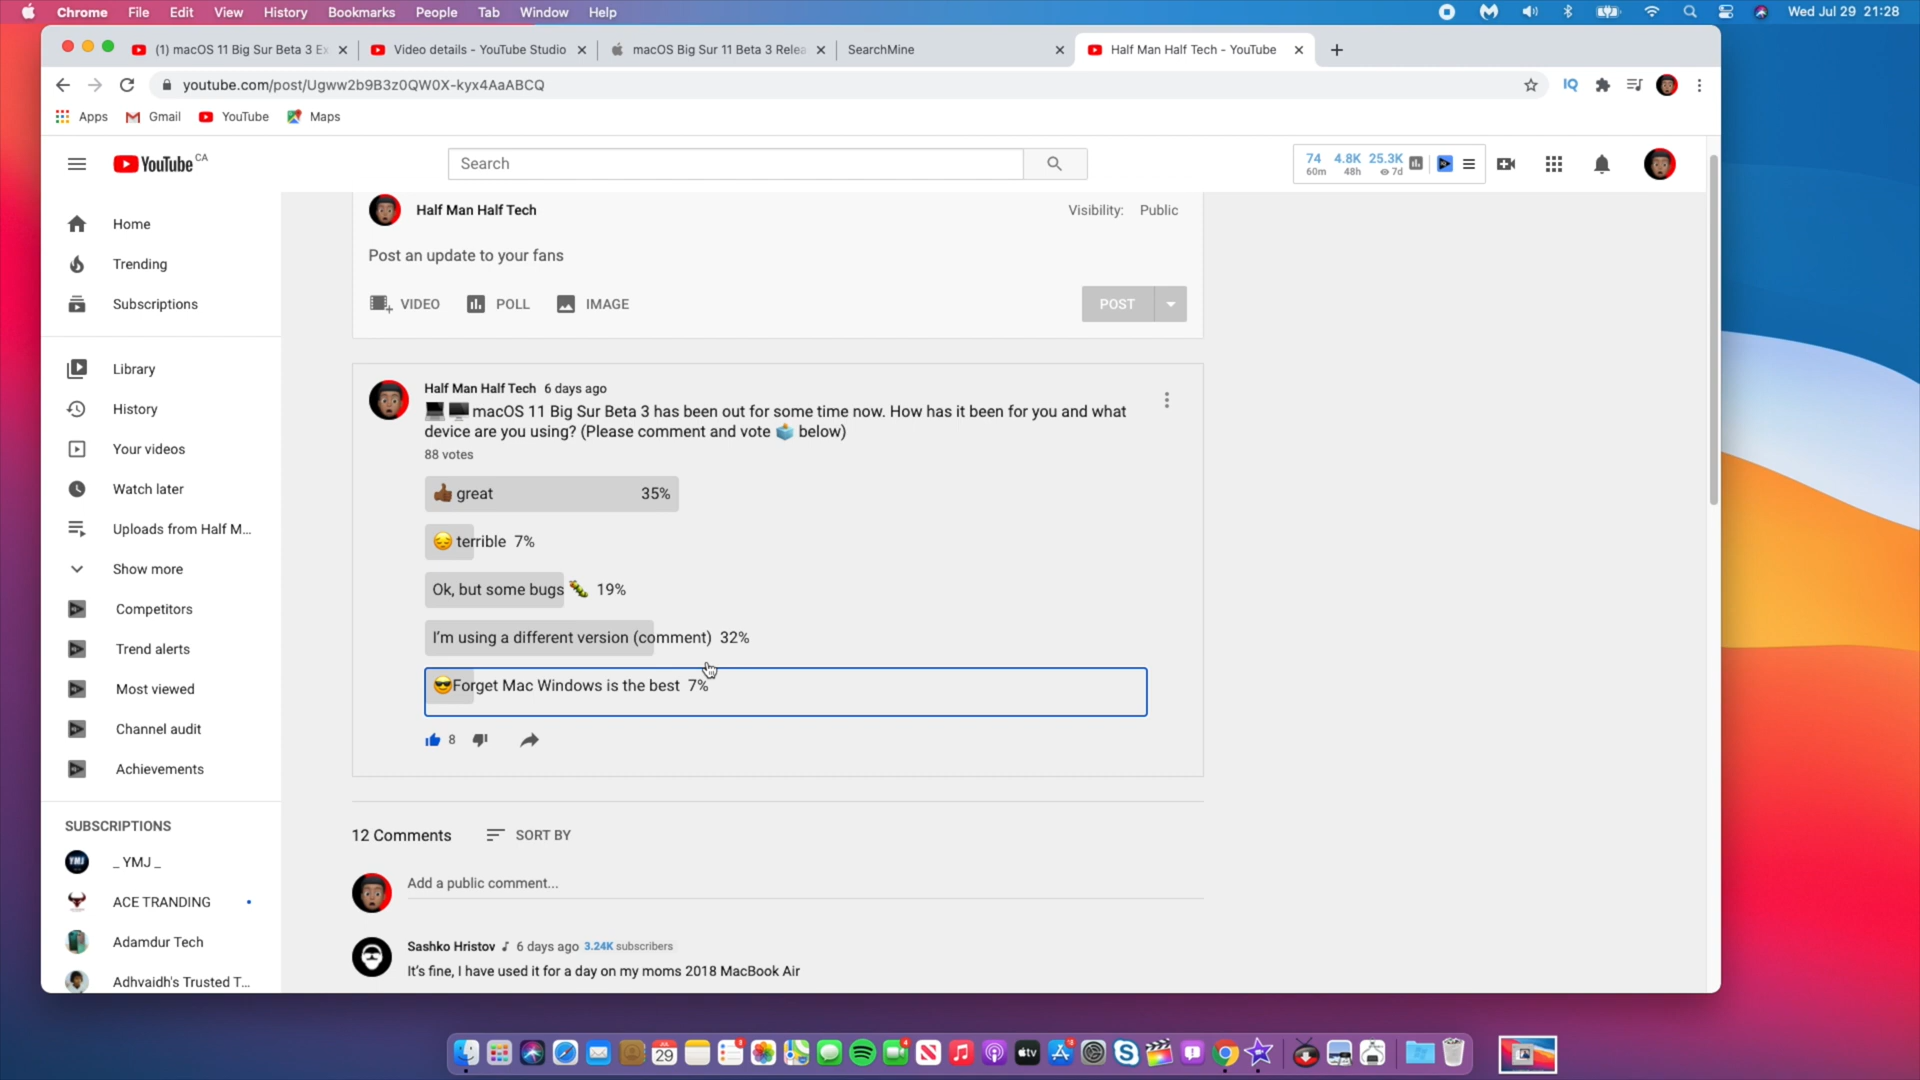 Chrome File Edit View History Bookmarks People Tab Window Help Wed Jul 29 21:28
(1) macOS 11 Big Sur Beta 3 Ex
Video details - YouTube Studio
macOS Big Sur 11 Beta 3 Relea
SearchMine
Half Man Half Tech - YouTube
youtube.com/post/Ugww2b9B3z0QW0X-kyx4AaABCQ
IQ
Apps Gmail YouTube Maps
YouTube CA
Search
74 4.8K 25.3K
60m 48h 7d
Home
Trending
Subscriptions
Library
History
Your videos
Watch later
Uploads from Half M...
Show more
Competitors
Trend alerts
Most viewed
Channel audit
Achievements
SUBSCRIPTIONS
YMJ _ YMJ _
ACE TRANDING
Adamdur Tech
Adhvaidh's Trusted T...
Half Man Half Tech Visibility: Public
Post an update to your fans
VIDEO POLL IMAGE POST
Half Man Half Tech 6 days ago
💻🖥️ macOS 11 Big Sur Beta 3 has been out for some time now. How has it been for you and what
device are you using? (Please comment and vote 🗳️ below)
88 votes
👍🏾 great 35%
😔 terrible 7%
Ok, but some bugs 🐛 19%
I'm using a different version (comment) 32%
😎Forget Mac Windows is the best 7%
8
12 Comments SORT BY
Add a public comment...
Sashko Hristov 6 days ago 3.24K subscribers
It's fine, I have used it for a day on my moms 2018 MacBook Air
JUL
29
tv